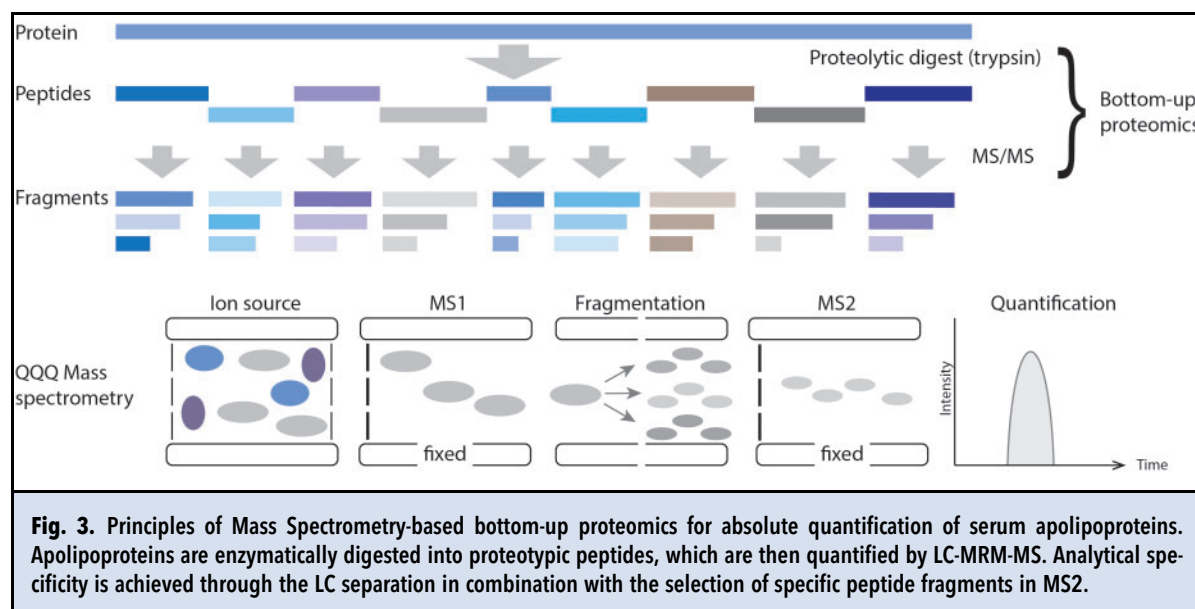 Protein
Proteolytic digest (trypsin)
Peptides
Bottom-up
proteomics
MS/MS
Fragments
Ion source
MS1
Fragmentation
MS2
Quantification
QQQ Mass
spectrometry
Intensity
fixed
fixed
Time
Fig. 3. Principles of Mass Spectrometry-based bottom-up proteomics for absolute quantification of serum apolipoproteins.
Apolipoproteins are enzymatically digested into proteotypic peptides, which are then quantified by LC-MRM-MS. Analytical spe-
cificity is achieved through the LC separation in combination with the selection of specific peptide fragments in MS2.